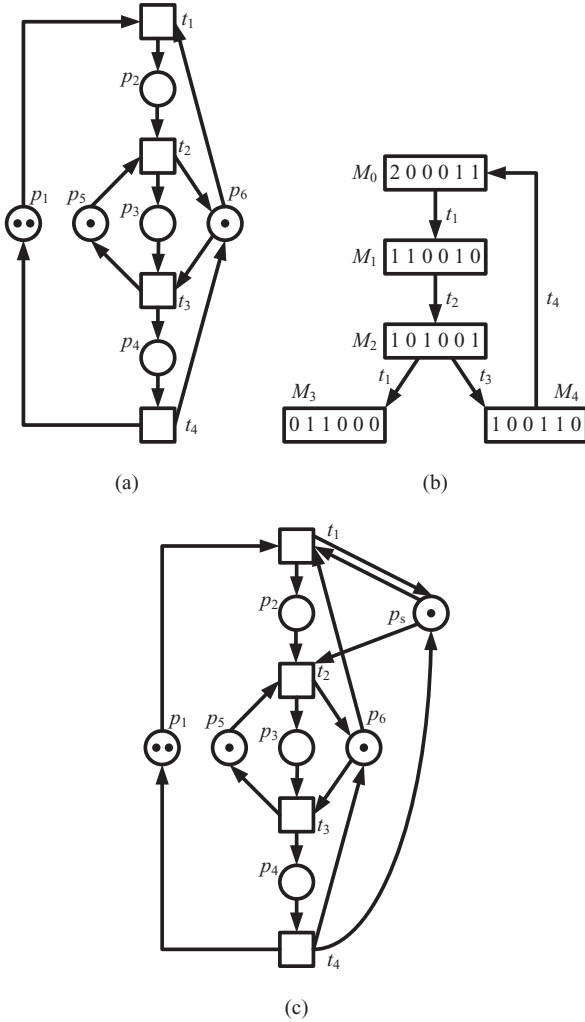 t₁
p₂
t₂
p₁ p₅ p₃ p₆
t₃
p₄
t₄
(a)
M₀ 2 0 0 0 1 1
t₁
M₁ 1 1 0 0 1 0
t₂ t₄
M₂ 1 0 1 0 0 1
t₁ t₃
M₃ M₄
0 1 1 0 0 0 1 0 0 1 1 0
(b)
t₁
p₂ pₛ
t₂
p₁ p₅ p₃ p₆
t₃
p₄
t₄
(c)